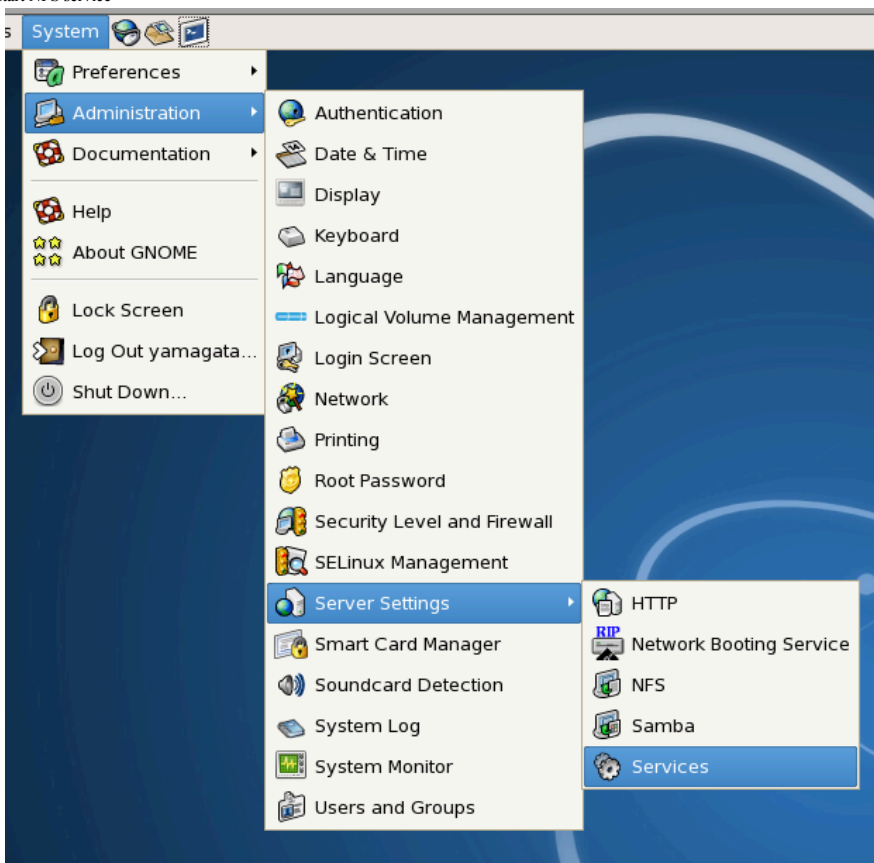 System
Preferences
Administration
Documentation
Help
About GNOME
Lock Screen
Log Out yamagata...
Shut Down...
Authentication
Date & Time
Display
Keyboard
Language
Logical Volume Management
Login Screen
Network
Printing
Root Password
Security Level and Firewall
SELinux Management
Server Settings
Smart Card Manager
Soundcard Detection
System Log
System Monitor
Users and Groups
HTTP
RIP
Network Booting Service
NFS
Samba
Services